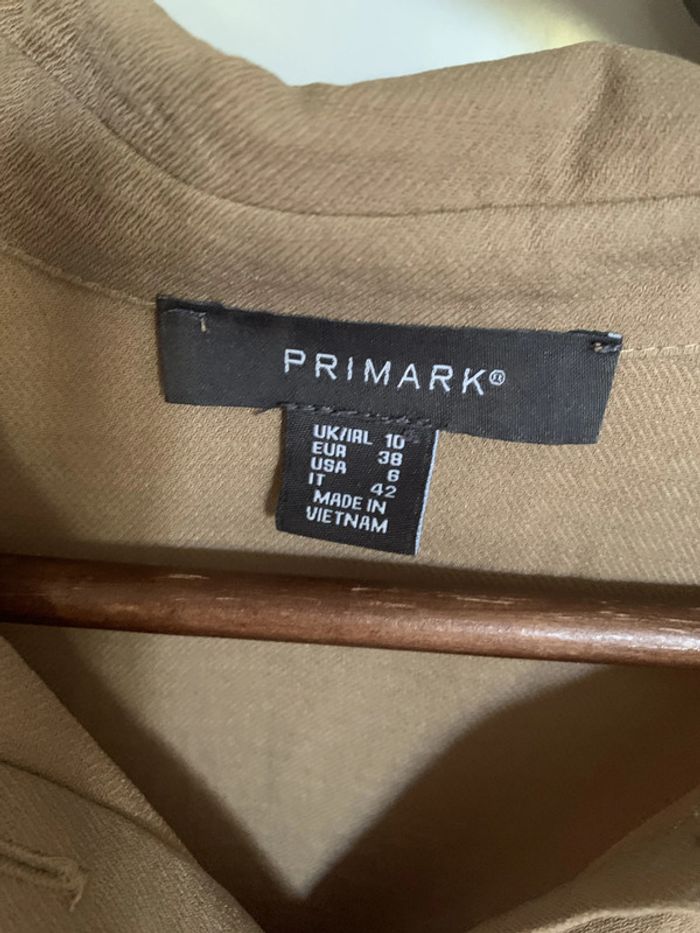 PRIMARK®
UK/IRL 10
EUR 38
USA 6
IT 42
MADE IN
VIETNAM